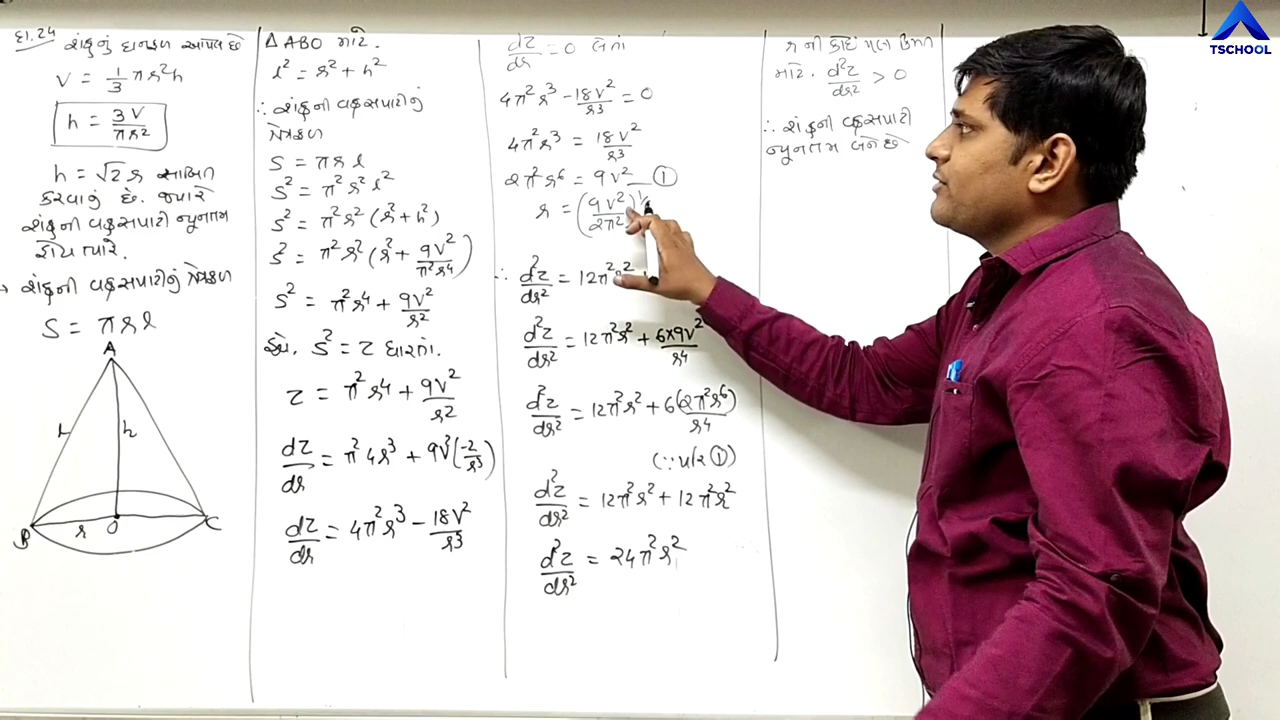 દા.24 શંકુનું ઘનફળ આપેલ છે
V = 1/3 πr²h
h = 3V/πr²
h = √2 r સાબિત
કરવાનું છે. જ્યારે
શંકુની વક્રસપાટી ન્યૂનતમ
હોય ત્યારે.
શંકુની વક્રસપાટીનું ક્ષેત્રફળ
S = πrl
A
L
h
r
B
O
C
△ABO માટે.
l² = r² + h²
∴ શંકુની વક્રસપાટીનું
ક્ષેત્રફળ
S = πrl
S² = π²r²l²
S² = π²r²(r² + h²)
S² = π²r²(r² + 9V²/π²r⁴)
S² = π²r⁴ + 9V²/r²
હવે, S² = z ધારતાં.
z = π²r⁴ + 9V²/r²
dz/dr = π²4r³ + 9V²(-2/r³)
dz/dr = 4π²r³ - 18V²/r³
dz/dr = 0 લેતાં
4π²r³ - 18V²/r³ = 0
4π²r³ = 18V²/r³
2π²r⁶ = 9V² — ①
r = (9V²/2π²)
∴ d²z/dr² = 12π²r²
d²z/dr² = 12π²r² + 6×9V²/r⁴
d²z/dr² = 12π²r² + 6(2π²r⁶)/r⁴
(∵ પરિ ①)
d²z/dr² = 12π²r² + 12π²r²
d²z/dr² = 24π²r²
r ની કોઈ
માટે. d²z/dr² > 0
∴ શંકુની વક્રસપાટી
ન્યૂનતમ બને છે
TSCHOOL